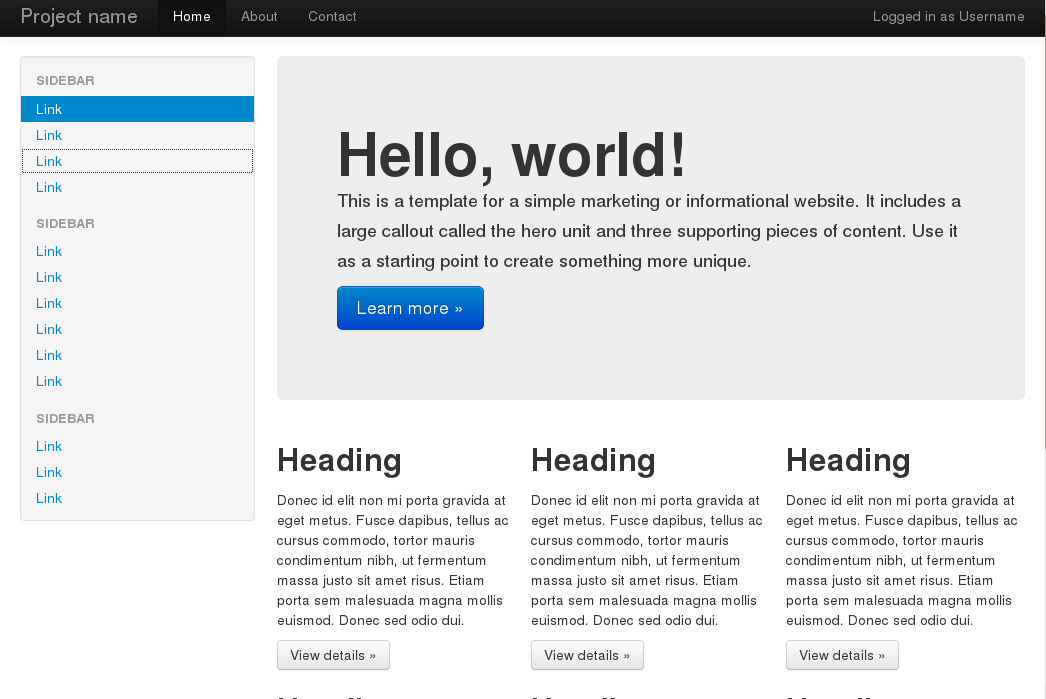 Project name Home About Contact Logged in as Username
SIDEBAR
Link
Link
Link
Link
SIDEBAR
Link
Link
Link
Link
Link
Link
SIDEBAR
Link
Link
Link
Hello, world!
This is a template for a simple marketing or informational website. It includes a
large callout called the hero unit and three supporting pieces of content. Use it
as a starting point to create something more unique.
Learn more »
Heading
Donec id elit non mi porta gravida at
eget metus. Fusce dapibus, tellus ac
cursus commodo, tortor mauris
condimentum nibh, ut fermentum
massa justo sit amet risus. Etiam
porta sem malesuada magna mollis
euismod. Donec sed odio dui.
View details »
Heading
Donec id elit non mi porta gravida at
eget metus. Fusce dapibus, tellus ac
cursus commodo, tortor mauris
condimentum nibh, ut fermentum
massa justo sit amet risus. Etiam
porta sem malesuada magna mollis
euismod. Donec sed odio dui.
View details »
Heading
Donec id elit non mi porta gravida at
eget metus. Fusce dapibus, tellus ac
cursus commodo, tortor mauris
condimentum nibh, ut fermentum
massa justo sit amet risus. Etiam
porta sem malesuada magna mollis
euismod. Donec sed odio dui.
View details »